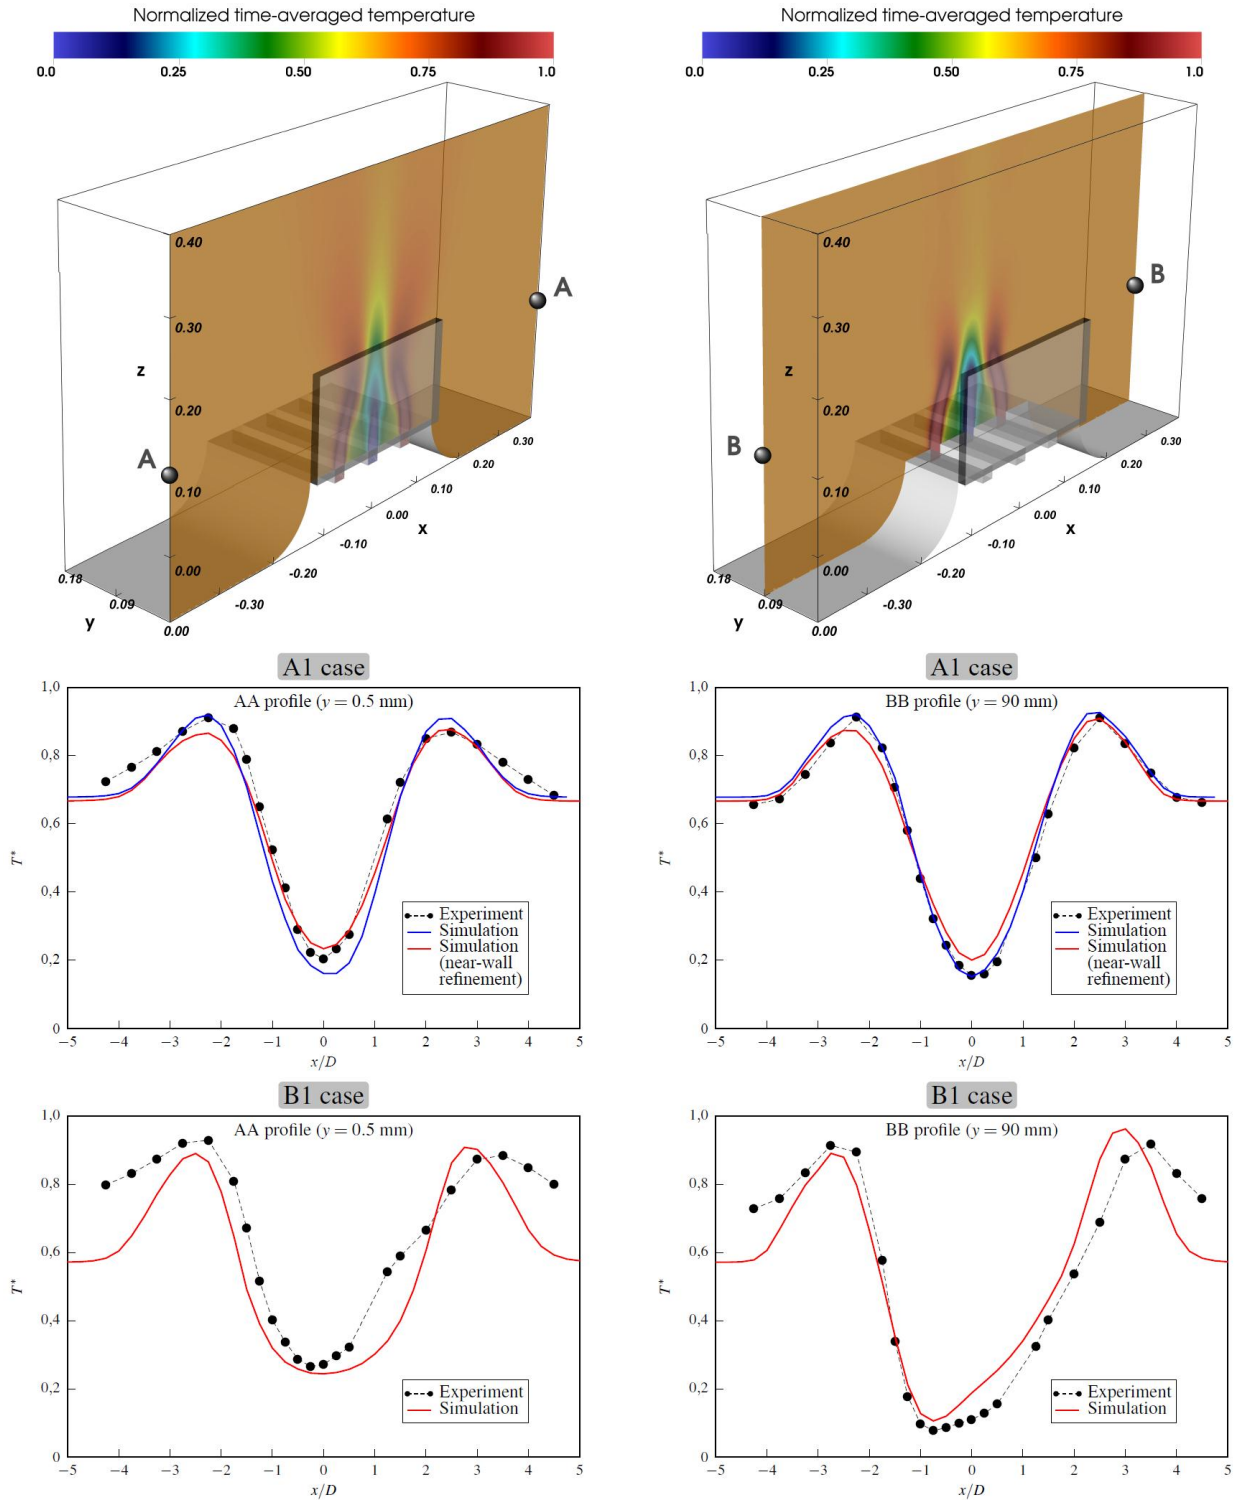 Normalized time-averaged temperature
0.0 0.25 0.50 0.75 1.0
A
A
z
0.40
0.30
0.20
0.10
0.00
0.30
0.20
0.10
0.00
-0.10
-0.20
-0.30
x
0.18
0.09
0.00
y
Normalized time-averaged temperature
0.0 0.25 0.50 0.75 1.0
B
B
z
0.40
0.30
0.20
0.10
0.00
0.30
0.20
0.10
0.00
-0.10
-0.20
-0.30
x
0.18
0.09
0.00
y
A1 case
AA profile (y = 0.5 mm)
1,0
0,8
0,6
0,4
0,2
0
T*
Experiment
Simulation
Simulation
(near-wall
refinement)
−5 −4 −3 −2 −1 0 1 2 3 4 5
x/D
A1 case
BB profile (y = 90 mm)
1,0
0,8
0,6
0,4
0,2
0
T*
Experiment
Simulation
Simulation
(near-wall
refinement)
−5 −4 −3 −2 −1 0 1 2 3 4 5
x/D
B1 case
AA profile (y = 0.5 mm)
1,0
0,8
0,6
0,4
0,2
0
T*
Experiment
Simulation
−5 −4 −3 −2 −1 0 1 2 3 4 5
x/D
B1 case
BB profile (y = 90 mm)
1,0
0,8
0,6
0,4
0,2
0
T*
Experiment
Simulation
−5 −4 −3 −2 −1 0 1 2 3 4 5
x/D